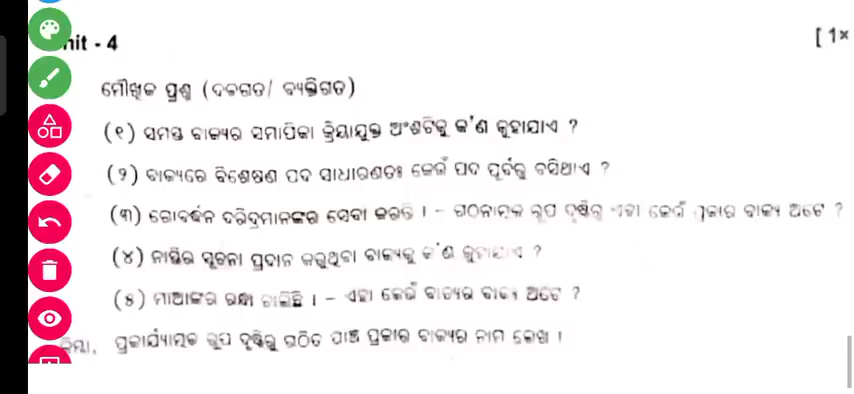 nit - 4
[ 1×
ମୌଖିକ ପ୍ରଶ୍ନ (ଦଳଗତ/ ବ୍ୟକ୍ତିଗତ)
(୧) ସମସ୍ତ ବାକ୍ୟର ସମାପିକା କ୍ରିୟାଯୁକ୍ତ ଅଂଶଟିକୁ କ'ଣ କୁହାଯାଏ ?
(୨) ବାକ୍ୟରେ ବିଶେଷଣ ପଦ ସାଧାରଣତଃ କେଉଁ ପଦ ପୂର୍ବରୁ ବସିଥାଏ ?
(୩) ଗୋବର୍ଦ୍ଧନ ଦରିଦ୍ରମାନଙ୍କର ସେବା କରନ୍ତି । - ଗଠନାତ୍ମକ ରୂପ ଦୃଷ୍ଟିରୁ ଏହା କେଉଁ ପ୍ରକାର ବାକ୍ୟ ଅଟେ ?
(୪) ନାସ୍ତିର ସୂଚନା ପ୍ରଦାନ କରୁଥିବା ବାକ୍ୟକୁ କ'ଣ କୁହାଯାଏ ?
(୫) ମାଆଙ୍କର ରନ୍ଧା ଚାଲିଛି । - ଏହା କେଉଁ ବାଚ୍ୟର ବାକ୍ୟ ଅଟେ ?
କିମ୍ବା, ପ୍ରକାର୍ଯ୍ୟାତ୍ମକ ରୂପ ଦୃଷ୍ଟିରୁ ଗଠିତ ପାଞ୍ଚ ପ୍ରକାର ବାକ୍ୟର ନାମ ଲେଖ ।